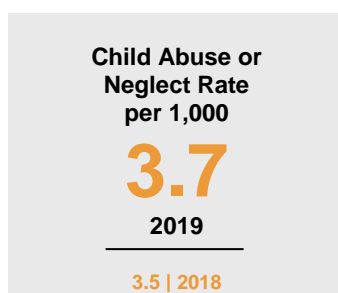 Child Abuse or
Neglect Rate
per 1,000
3.7
2019
3.5 | 2018